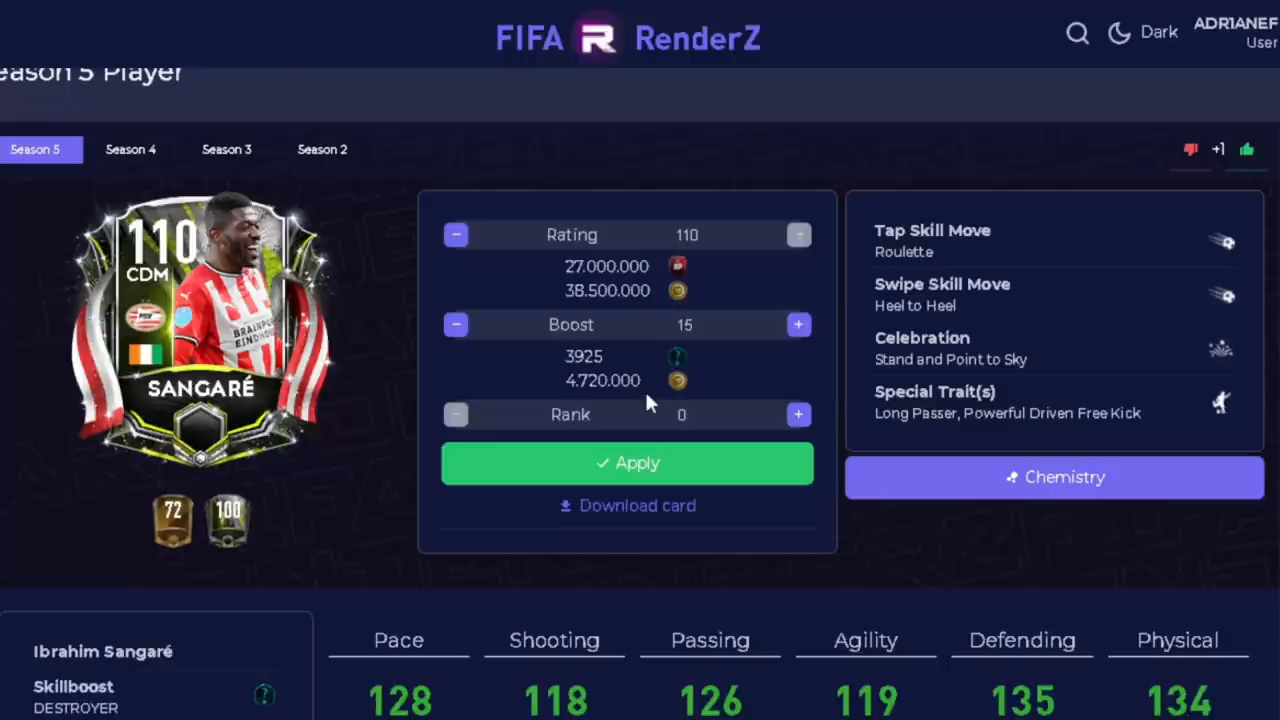 FIFA R RenderZ
Dark
ADR1ANEF
User
eason 5 Player
Season 5
Season 4
Season 3
Season 2
+1
110
CDM
PSV
BRAINPORT
EINDHOVEN
SANGARÉ
72
100
Rating 110
27.000.000
38.500.000
Boost 15
3925
4.720.000
Rank 0
Apply
Download card
Tap Skill Move
Roulette
Swipe Skill Move
Heel to Heel
Celebration
Stand and Point to Sky
Special Trait(s)
Long Passer, Powerful Driven Free Kick
Chemistry
Ibrahim Sangaré
Skillboost
DESTROYER
Pace
Shooting
Passing
Agility
Defending
Physical
128
118
126
119
135
134